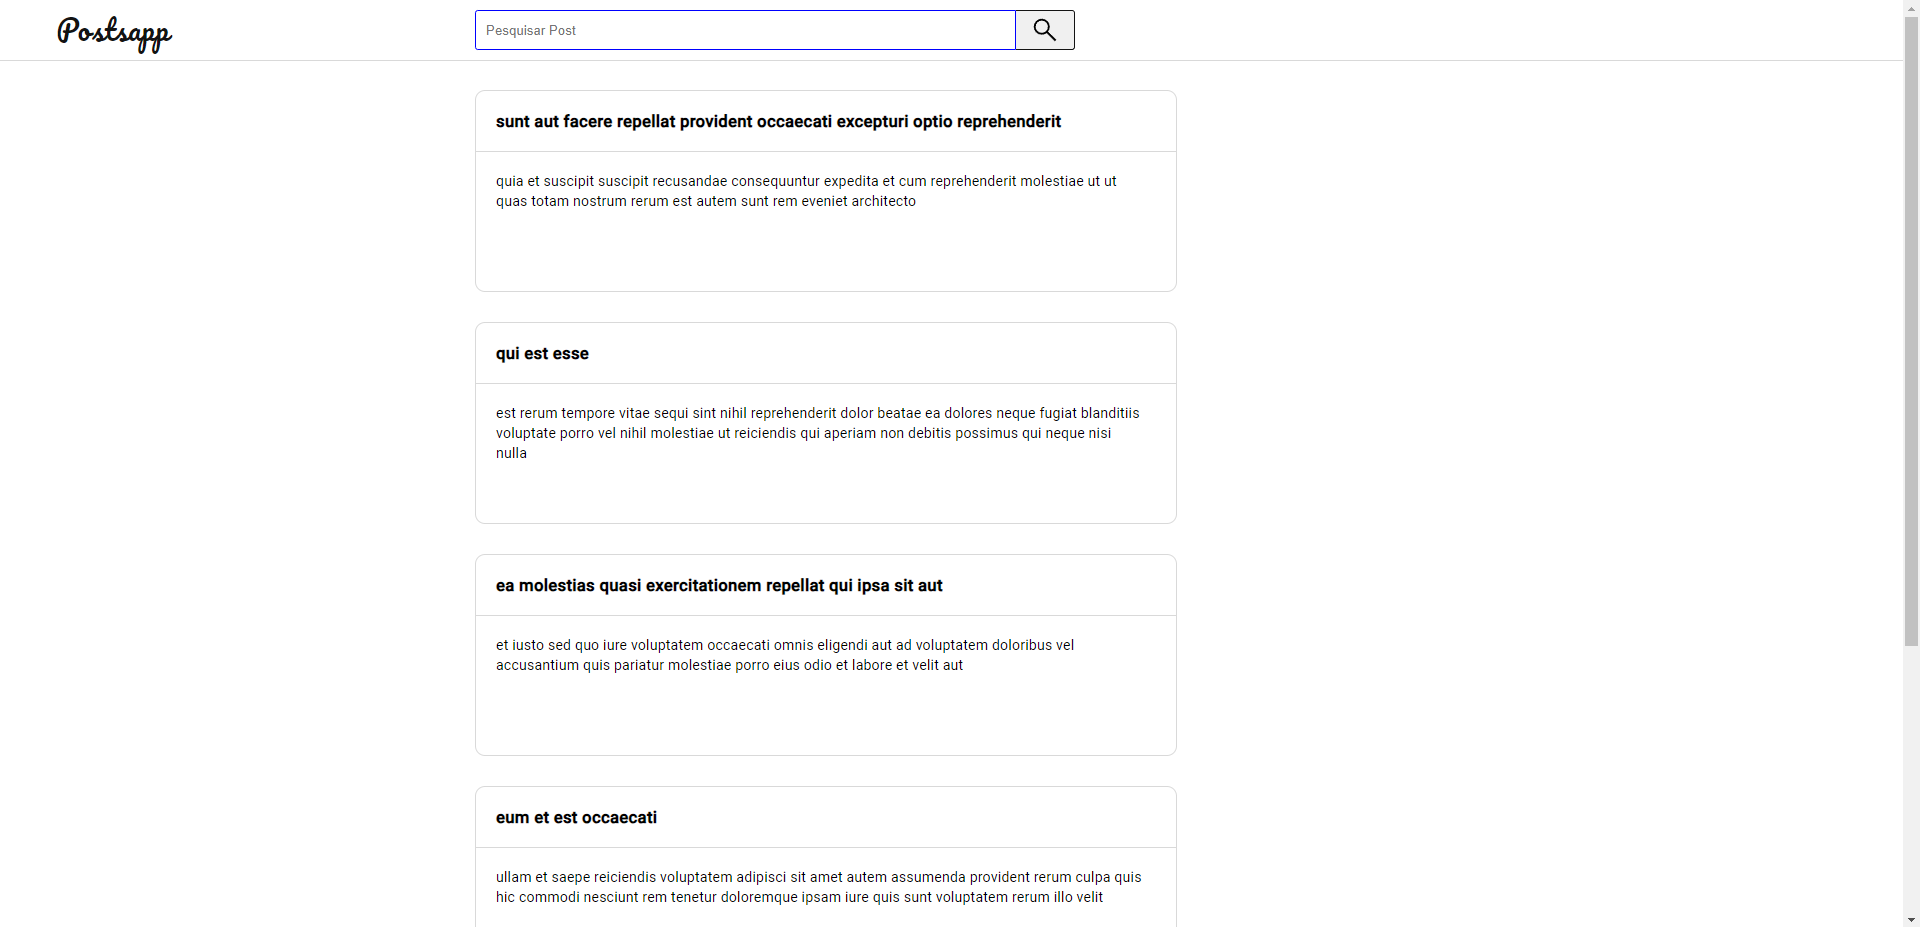 Postsapp
Pesquisar Post
sunt aut facere repellat provident occaecati excepturi optio reprehenderit
quia et suscipit suscipit recusandae consequuntur expedita et cum reprehenderit molestiae ut ut
quas totam nostrum rerum est autem sunt rem eveniet architecto
qui est esse
est rerum tempore vitae sequi sint nihil reprehenderit dolor beatae ea dolores neque fugiat blanditiis
voluptate porro vel nihil molestiae ut reiciendis qui aperiam non debitis possimus qui neque nisi
nulla
ea molestias quasi exercitationem repellat qui ipsa sit aut
et iusto sed quo iure voluptatem occaecati omnis eligendi aut ad voluptatem doloribus vel
accusantium quis pariatur molestiae porro eius odio et labore et velit aut
eum et est occaecati
ullam et saepe reiciendis voluptatem adipisci sit amet autem assumenda provident rerum culpa quis
hic commodi nesciunt rem tenetur doloremque ipsam iure quis sunt voluptatem rerum illo velit